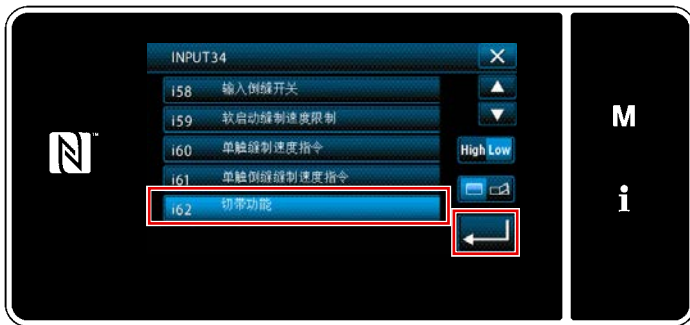 INPUT34
i58 输入倒缝开关
i59 软启动缝制速度限制
i60 单触缝制速度指令
High Low
i61 单触倒缝缝制速度指令
i62 切带功能
M
i